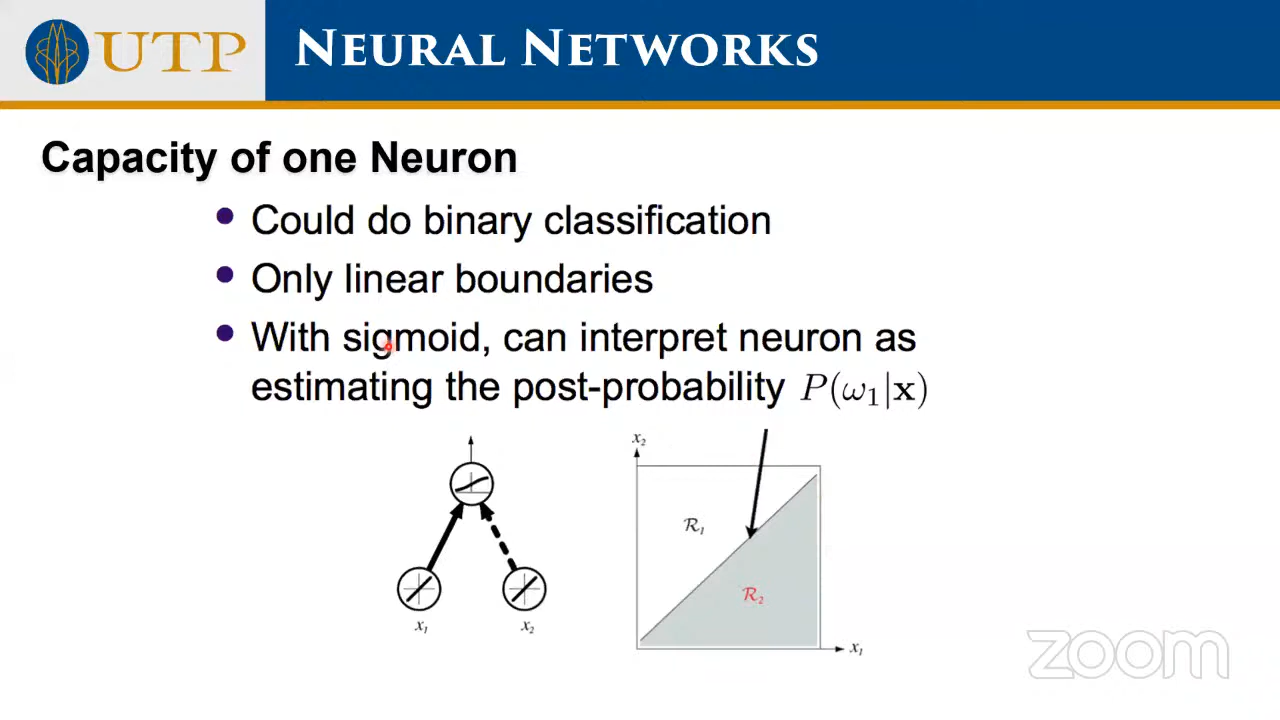 UTP
NEURAL NETWORKS
Capacity of one Neuron
• Could do binary classification
• Only linear boundaries
• With sigmoid, can interpret neuron as
estimating the post-probability P(ω₁|x)
x₂
R₁
R₂
x₁
x₂
x₁
zoom